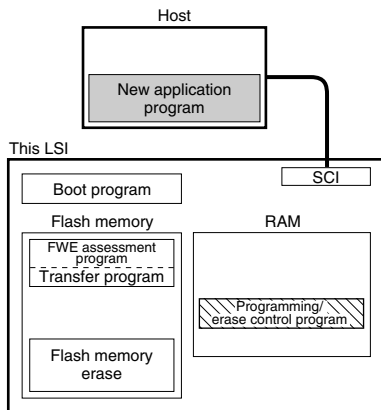 Host
New application
program
This LSI
SCI
Boot program
Flash memory
RAM
FWE assessment
program
Transfer program
Programming/
erase control program
Flash memory
erase